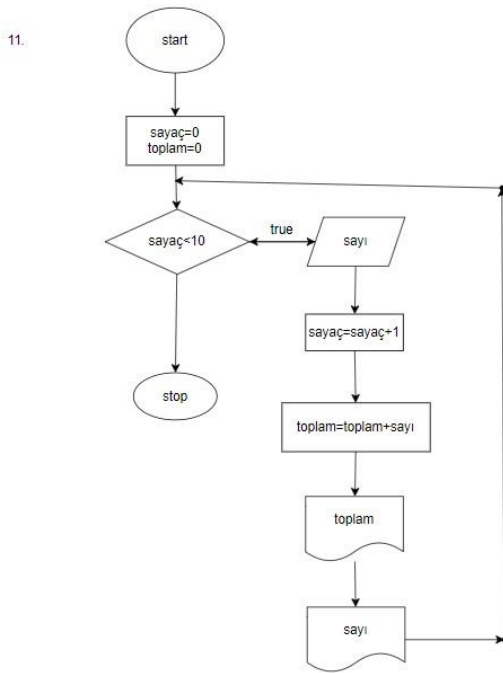 11.
start
sayaç=0
toplam=0
sayaç<10
true
sayı
sayaç=sayaç+1
stop
toplam=toplam+sayı
toplam
sayı